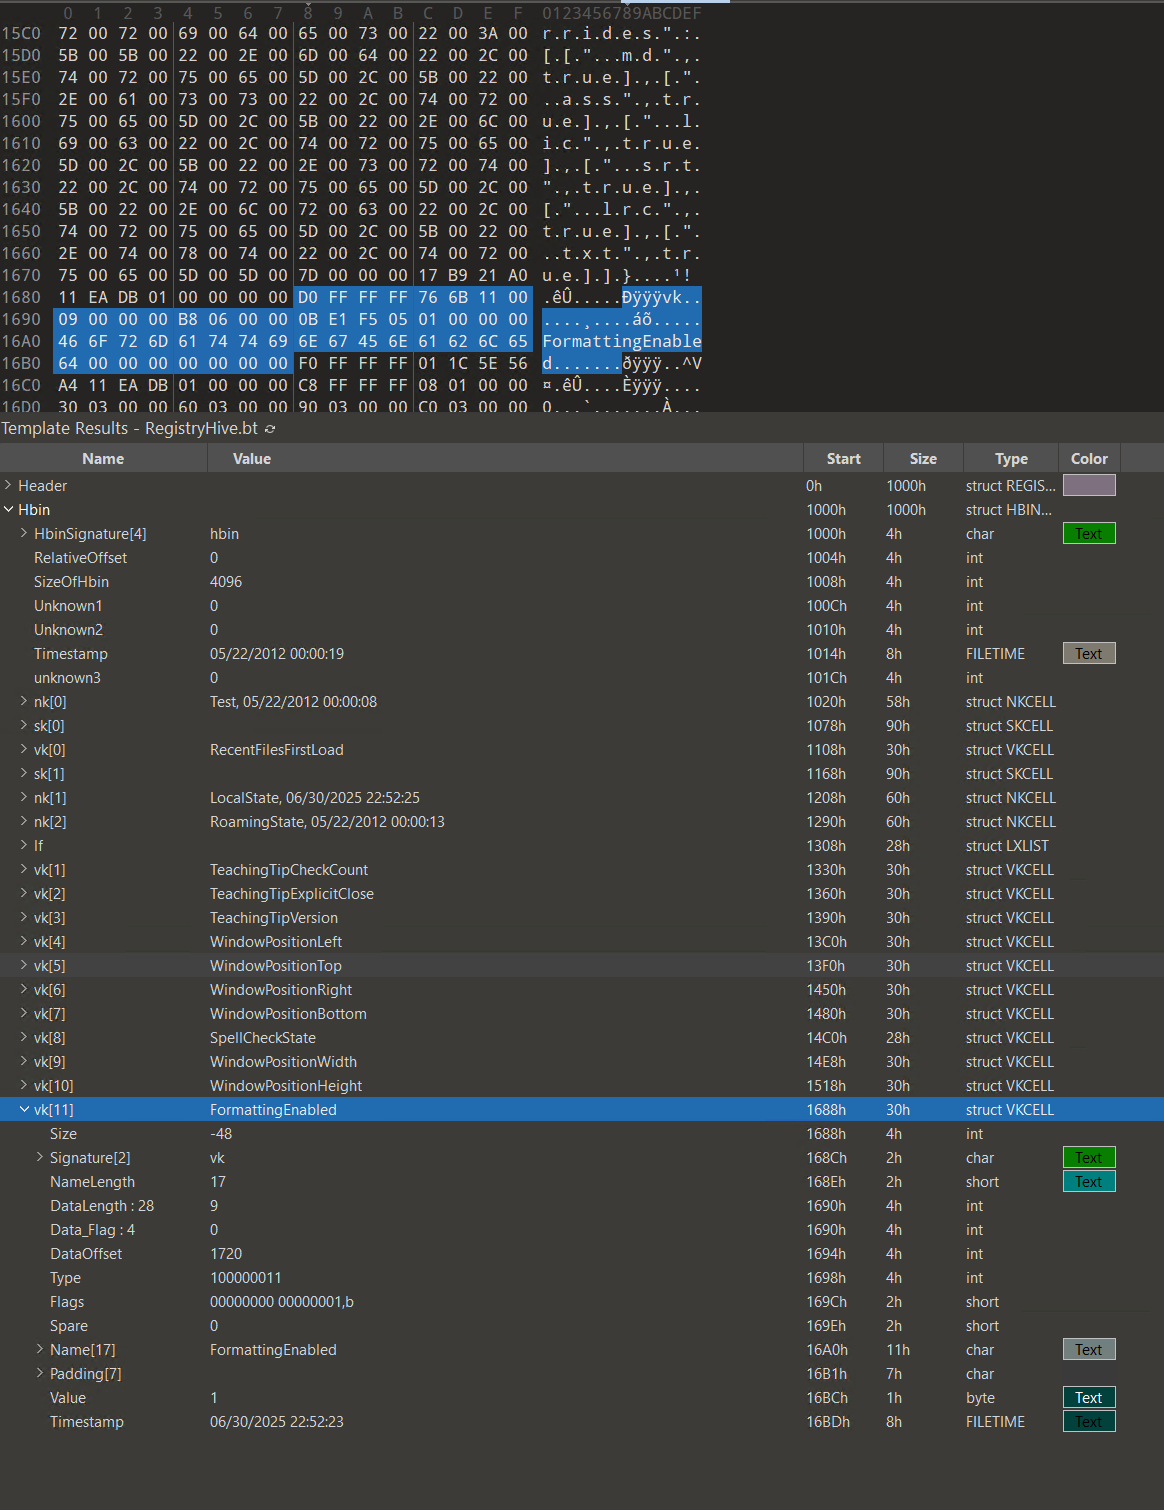 0 1 2 3 4 5 6 7 8 9 A B C D E F 0123456789ABCDEF
15C0 72 00 72 00 69 00 64 00 65 00 73 00 22 00 3A 00 r.r.i.d.e.s.".:.
15D0 5B 00 5B 00 22 00 2E 00 6D 00 64 00 22 00 2C 00 [.[."...m.d.".,.
15E0 74 00 72 00 75 00 65 00 5D 00 2C 00 5B 00 22 00 t.r.u.e.].,.[.".
15F0 2E 00 61 00 73 00 73 00 22 00 2C 00 74 00 72 00 ..a.s.s.".,.t.r.
1600 75 00 65 00 5D 00 2C 00 5B 00 22 00 2E 00 6C 00 u.e.].,.[."...l.
1610 69 00 63 00 22 00 2C 00 74 00 72 00 75 00 65 00 i.c.".,.t.r.u.e.
1620 5D 00 2C 00 5B 00 22 00 2E 00 73 00 72 00 74 00 ].,.[."...s.r.t.
1630 22 00 2C 00 74 00 72 00 75 00 65 00 5D 00 2C 00 ".,.t.r.u.e.].,.
1640 5B 00 22 00 2E 00 6C 00 72 00 63 00 22 00 2C 00 [."...l.r.c.".,.
1650 74 00 72 00 75 00 65 00 5D 00 2C 00 5B 00 22 00 t.r.u.e.].,.[.".
1660 2E 00 74 00 78 00 74 00 22 00 2C 00 74 00 72 00 ..t.x.t.".,.t.r.
1670 75 00 65 00 5D 00 5D 00 7D 00 00 00 17 B9 21 A0 u.e.].].}....¹!
1680 11 EA DB 01 00 00 00 00 D0 FF FF FF 76 6B 11 00 .êÛ.....Ðÿÿÿvk..
1690 09 00 00 00 B8 06 00 00 0B E1 F5 05 01 00 00 00 ....¸....áõ.....
16A0 46 6F 72 6D 61 74 74 69 6E 67 45 6E 61 62 6C 65 FormattingEnable
16B0 64 00 00 00 00 00 00 00 F0 FF FF FF 01 1C 5E 56 d.......ðÿÿÿ..^V
16C0 A4 11 EA DB 01 00 00 00 C8 FF FF FF 08 01 00 00 ¤.êÛ....Èÿÿÿ....
16D0 30 03 00 00 60 03 00 00 90 03 00 00 C0 03 00 00 0...`.......À...
Template Results - RegistryHive.bt
Name Value Start Size Type Color
Header 0h 1000h struct REGIS...
Hbin 1000h 1000h struct HBIN...
HbinSignature[4] hbin 1000h 4h char Text
RelativeOffset 0 1004h 4h int
SizeOfHbin 4096 1008h 4h int
Unknown1 0 100Ch 4h int
Unknown2 0 1010h 4h int
Timestamp 05/22/2012 00:00:19 1014h 8h FILETIME Text
unknown3 0 101Ch 4h int
nk[0] Test, 05/22/2012 00:00:08 1020h 58h struct NKCELL
sk[0] 1078h 90h struct SKCELL
vk[0] RecentFilesFirstLoad 1108h 30h struct VKCELL
sk[1] 1168h 90h struct SKCELL
nk[1] LocalState, 06/30/2025 22:52:25 1208h 60h struct NKCELL
nk[2] RoamingState, 05/22/2012 00:00:13 1290h 60h struct NKCELL
lf 1308h 28h struct LXLIST
vk[1] TeachingTipCheckCount 1330h 30h struct VKCELL
vk[2] TeachingTipExplicitClose 1360h 30h struct VKCELL
vk[3] TeachingTipVersion 1390h 30h struct VKCELL
vk[4] WindowPositionLeft 13C0h 30h struct VKCELL
vk[5] WindowPositionTop 13F0h 30h struct VKCELL
vk[6] WindowPositionRight 1450h 30h struct VKCELL
vk[7] WindowPositionBottom 1480h 30h struct VKCELL
vk[8] SpellCheckState 14C0h 28h struct VKCELL
vk[9] WindowPositionWidth 14E8h 30h struct VKCELL
vk[10] WindowPositionHeight 1518h 30h struct VKCELL
vk[11] FormattingEnabled 1688h 30h struct VKCELL
Size -48 1688h 4h int
Signature[2] vk 168Ch 2h char Text
NameLength 17 168Eh 2h short Text
DataLength : 28 9 1690h 4h int
Data_Flag : 4 0 1690h 4h int
DataOffset 1720 1694h 4h int
Type 100000011 1698h 4h int
Flags 00000000 00000001,b 169Ch 2h short
Spare 0 169Eh 2h short
Name[17] FormattingEnabled 16A0h 11h char Text
Padding[7] 16B1h 7h char
Value 1 16BCh 1h byte Text
Timestamp 06/30/2025 22:52:23 16BDh 8h FILETIME Text